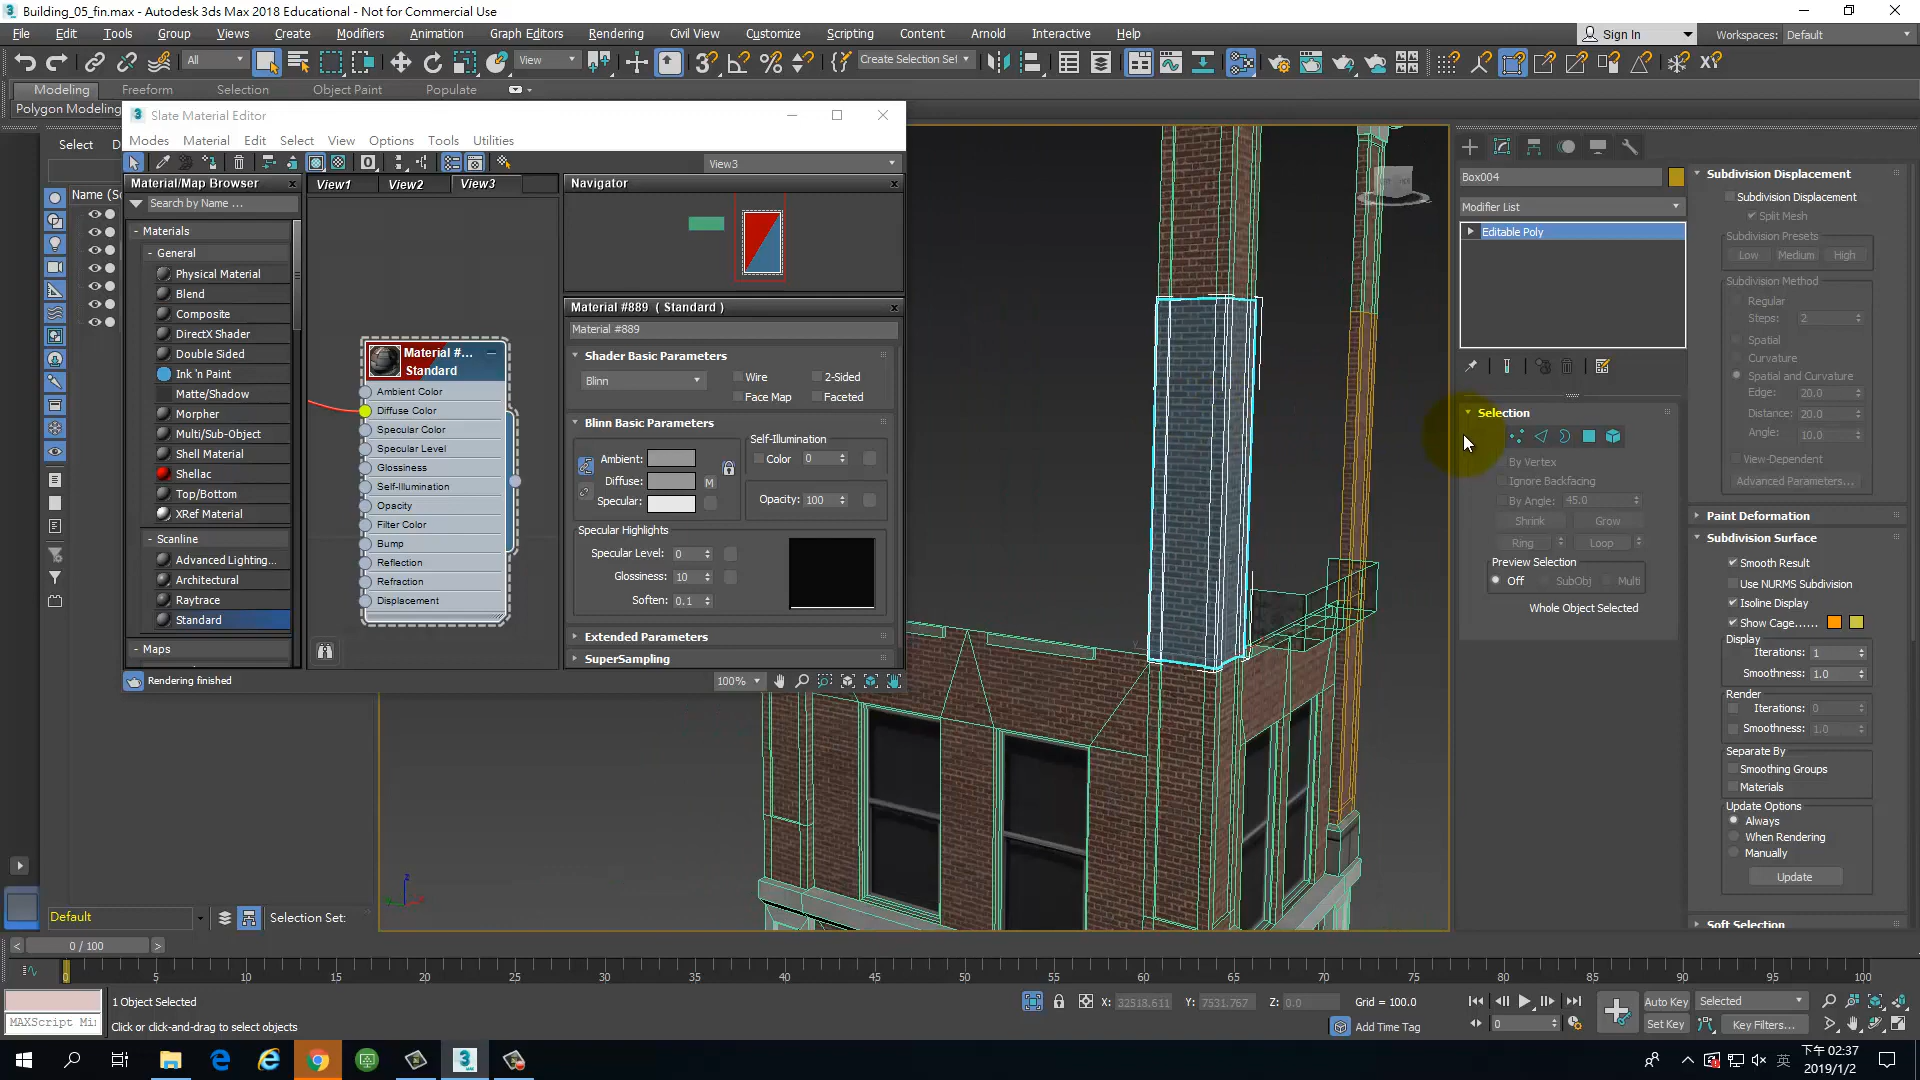 Building_05_fin.max - Autodesk 3ds Max 2018 Educational - Not for Commercial Use
File Edit Tools Group Views Create Modifiers Animation Graph Editors Rendering Civil View Customize Scripting Content Arnold Interactive Help
Sign In
Workspaces: Default
All
View
Create Selection Set
Modeling Freeform Selection Object Paint Populate
Polygon Modeling
Slate Material Editor
Modes Material Edit Select View Options Tools Utilities
View3
Select
Material/Map Browser
View1 View2 View3
Navigator
Search by Name ...
- Materials
- General
Physical Material
Blend
Composite
DirectX Shader
Double Sided
Ink 'n Paint
Matte/Shadow
Morpher
Multi/Sub-Object
Shell Material
Shellac
Top/Bottom
XRef Material
- Scanline
Advanced Lighting...
Architectural
Raytrace
Standard
- Maps
Material #...
Standard
Ambient Color
Diffuse Color
Specular Color
Specular Level
Glossiness
Self-Illumination
Opacity
Filter Color
Bump
Reflection
Refraction
Displacement
Material #889 ( Standard )
Material #889
Shader Basic Parameters
Blinn
Wire
2-Sided
Face Map
Faceted
Blinn Basic Parameters
Self-Illumination
Ambient:
Color 0
Diffuse: M
Specular:
Opacity: 100
Specular Highlights
Specular Level: 0
Glossiness: 10
Soften: 0.1
Extended Parameters
SuperSampling
Rendering finished
100%
Box004
Modifier List
Editable Poly
Selection
By Vertex
Ignore Backfacing
By Angle: 45.0
Shrink Grow
Ring Loop
Preview Selection
Off SubObj Multi
Whole Object Selected
Subdivision Displacement
Subdivision Displacement
Split Mesh
Subdivision Presets
Low Medium High
Subdivision Method
Regular
Steps: 2
Spatial
Curvature
Spatial and Curvature
Edge: 20.0
Distance: 20.0
Angle: 10.0
View-Dependent
Advanced Parameters...
Paint Deformation
Subdivision Surface
Smooth Result
Use NURMS Subdivision
Isoline Display
Show Cage......
Display
Iterations: 1
Smoothness: 1.0
Render
Iterations: 0
Smoothness: 1.0
Separate By
Smoothing Groups
Materials
Update Options
Always
When Rendering
Manually
Update
Soft Selection
Default
Selection Set:
0 / 100
0 5 10 15 20 25 30 35 40 45 50 55 60 65 70 75 80 85 90 95 100
1 Object Selected
Click or click-and-drag to select objects
MAXScript Mi
X: 32518.611 Y: 7531.767 Z: 0.0 Grid = 100.0
Add Time Tag
0
Auto Key Selected
Set Key Key Filters...
英
下午 02:37
2019/1/2